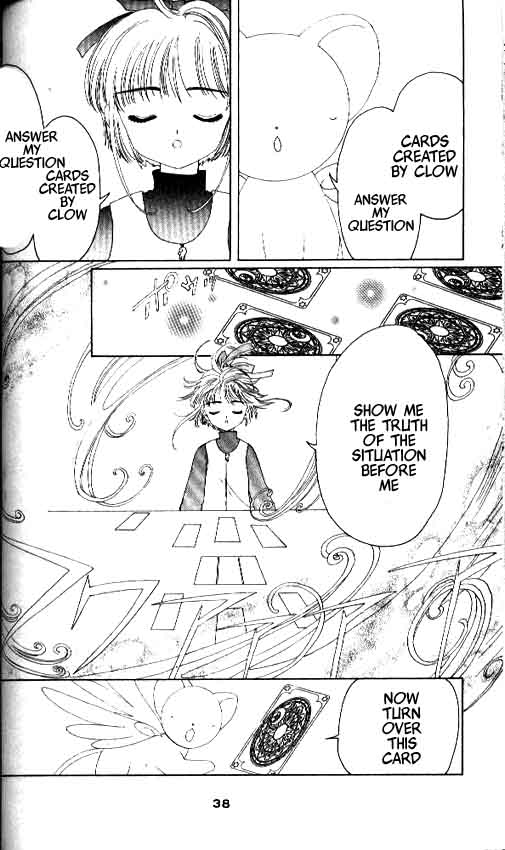 CARDS
CREATED
BY CLOW
ANSWER
MY
QUESTION
ANSWER
MY
QUESTION
CARDS
CREATED
BY
CLOW
SHOW ME
THE TRUTH
OF THE
SITUATION
BEFORE
ME
NOW
TURN
OVER
THIS
CARD
38